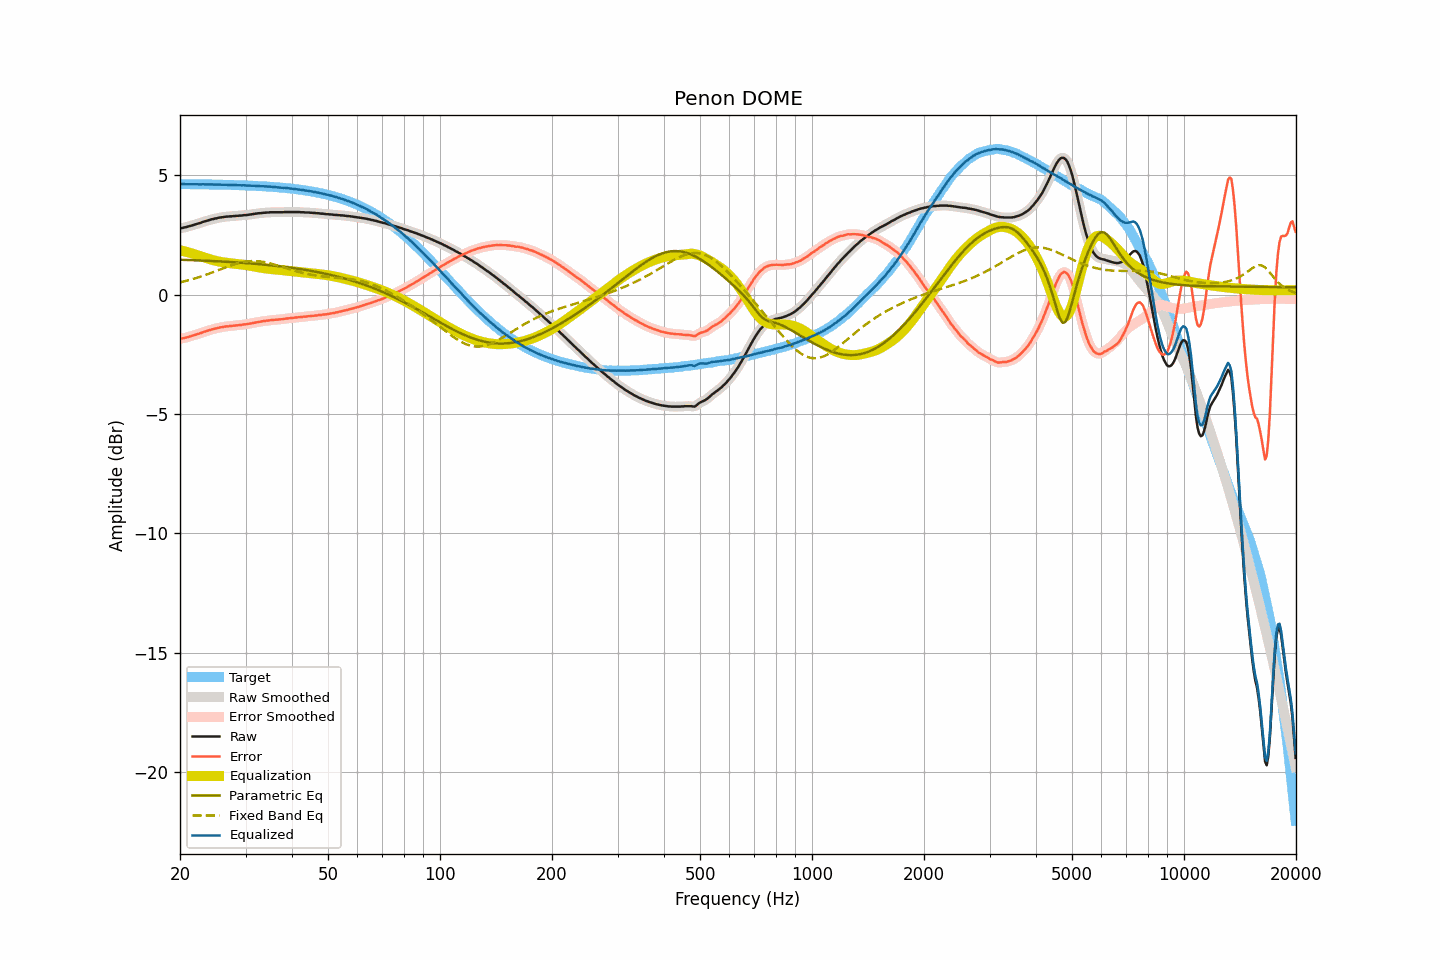 Penon DOME
5
0
−5
−10
−15
−20
Amplitude (dBr)
Target
Raw Smoothed
Error Smoothed
Raw
Error
Equalization
Parametric Eq
Fixed Band Eq
Equalized
20 50 100 200 500 1000 2000 5000 10000 20000
Frequency (Hz)